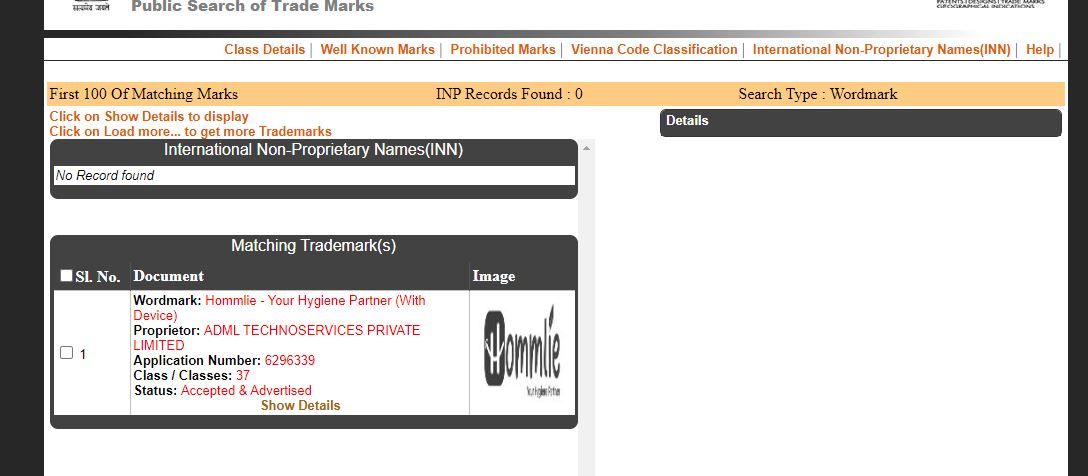 सत्यमेव जयते
Public Search of Trade Marks
PATENTS | DESIGNS | TRADE MARKS
GEOGRAPHICAL INDICATIONS
Class Details | Well Known Marks | Prohibited Marks | Vienna Code Classification | International Non-Proprietary Names(INN) | Help |
First 100 Of Matching Marks INP Records Found : 0 Search Type : Wordmark
Click on Show Details to display
Click on Load more... to get more Trademarks
Details
International Non-Proprietary Names(INN)
No Record found
Matching Trademark(s)
Sl. No. Document Image
1
Wordmark: Hommlie - Your Hygiene Partner (With
Device)
Proprietor: ADML TECHNOSERVICES PRIVATE
LIMITED
Application Number: 6296339
Class / Classes: 37
Status: Accepted & Advertised
Show Details
Hommlie
Your Hygiene Partner